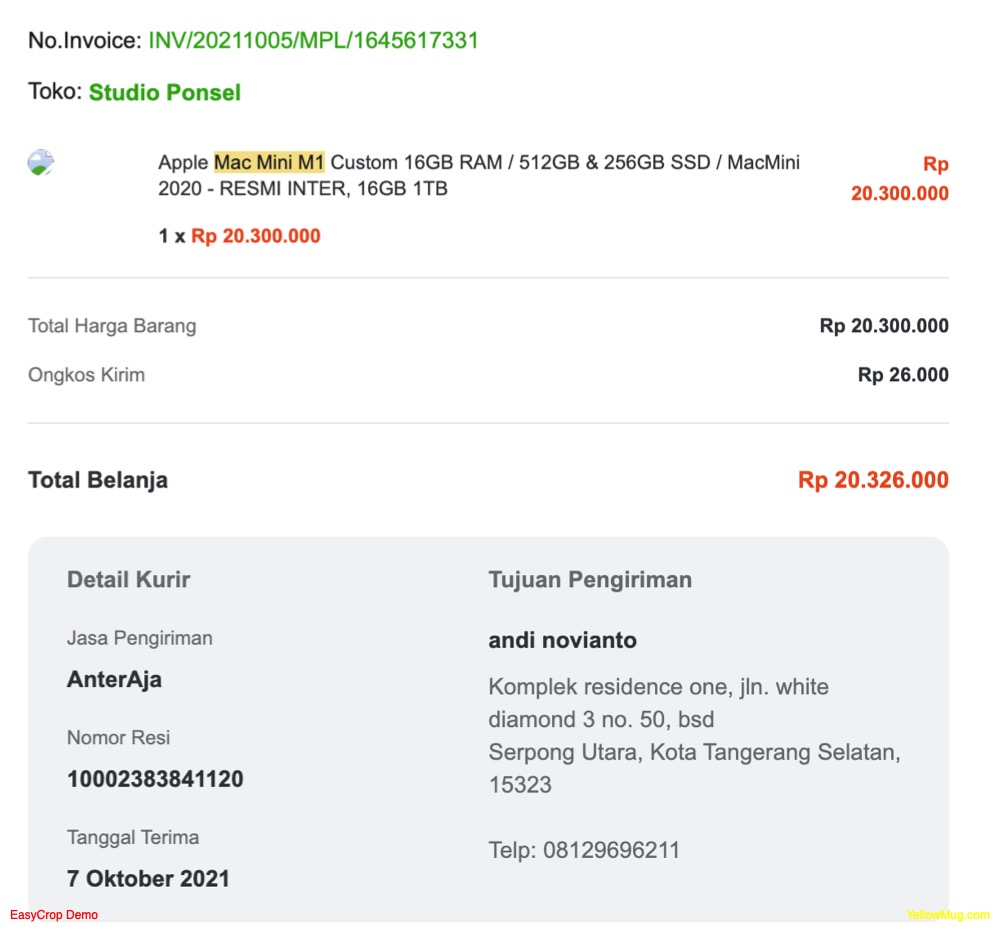 No.Invoice: INV/20211005/MPL/1645617331
Toko: Studio Ponsel
Apple Mac Mini M1 Custom 16GB RAM / 512GB & 256GB SSD / MacMini
2020 - RESMI INTER, 16GB 1TB
Rp
20.300.000
1 x Rp 20.300.000
Total Harga Barang Rp 20.300.000
Ongkos Kirim Rp 26.000
Total Belanja Rp 20.326.000
Detail Kurir
Jasa Pengiriman
AnterAja
Nomor Resi
10002383841120
Tanggal Terima
7 Oktober 2021
Tujuan Pengiriman
andi novianto
Komplek residence one, jln. white
diamond 3 no. 50, bsd
Serpong Utara, Kota Tangerang Selatan,
15323
Telp: 08129696211
EasyCrop Demo
YellowMug.com